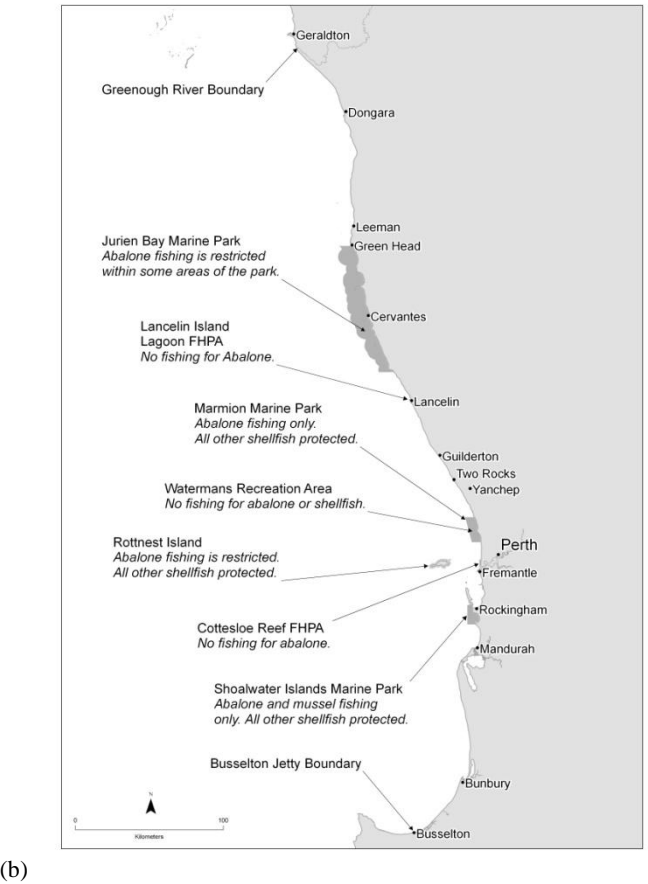 Geraldton
Greenough River Boundary
Dongara
Leeman
Green Head
Jurien Bay Marine Park
Abalone fishing is restricted
within some areas of the park.
Cervantes
Lancelin Island
Lagoon FHPA
No fishing for Abalone.
Lancelin
Marmion Marine Park
Abalone fishing only.
All other shellfish protected.
Guilderton
Two Rocks
Yanchep
Watermans Recreation Area
No fishing for abalone or shellfish.
Rottnest Island
Abalone fishing is restricted.
All other shellfish protected.
Perth
Fremantle
Cottesloe Reef FHPA
No fishing for abalone.
Rockingham
Mandurah
Shoalwater Islands Marine Park
Abalone and mussel fishing
only. All other shellfish protected.
Busselton Jetty Boundary
Bunbury
Busselton
N
0 100
Kilometers
(b)